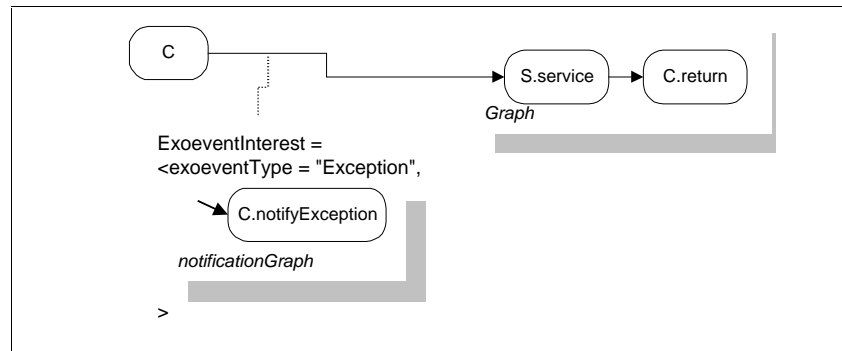 C
S.service
C.return
Graph
ExoeventInterest =
<exoeventType = "Exception",
C.notifyException
notificationGraph
>